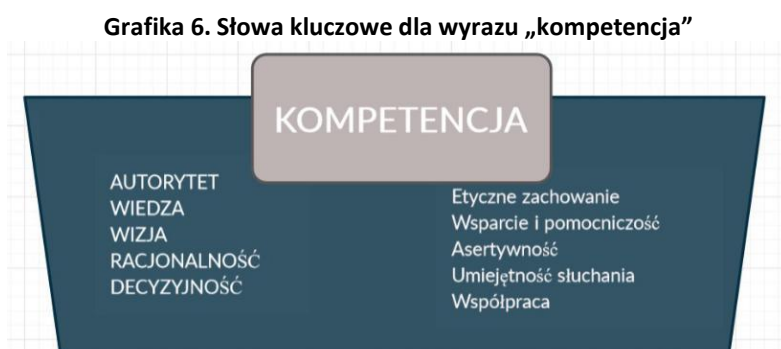 Grafika 6. Słowa kluczowe dla wyrazu „kompetencja”
KOMPETENCJA
AUTORYTET
WIEDZA
WIZJA
RACJONALNOŚĆ
DECYZYJNOŚĆ
Etyczne zachowanie
Wsparcie i pomocniczość
Asertywność
Umiejętność słuchania
Współpraca